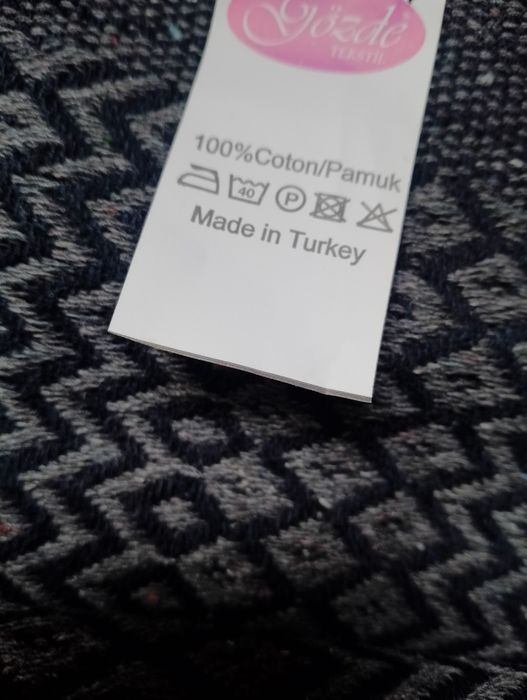 Gözde
TEKSTİL
100%Coton/Pamuk
40 P
Made in Turkey